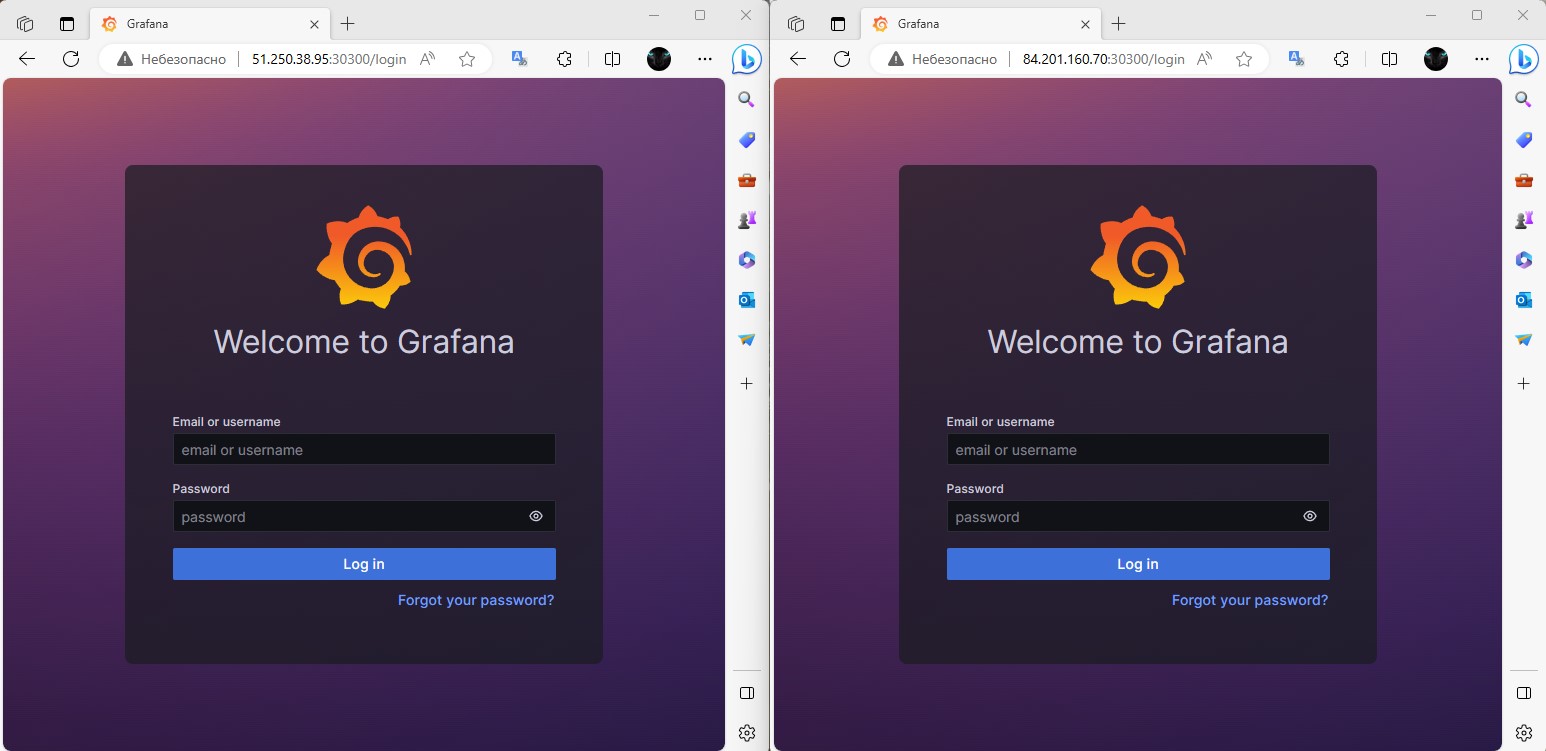 Grafana
Небезопасно 51.250.38.95:30300/login
Welcome to Grafana
Email or username
email or username
Password
password
Log in
Forgot your password?
Grafana
Небезопасно 84.201.160.70:30300/login
Welcome to Grafana
Email or username
email or username
Password
password
Log in
Forgot your password?